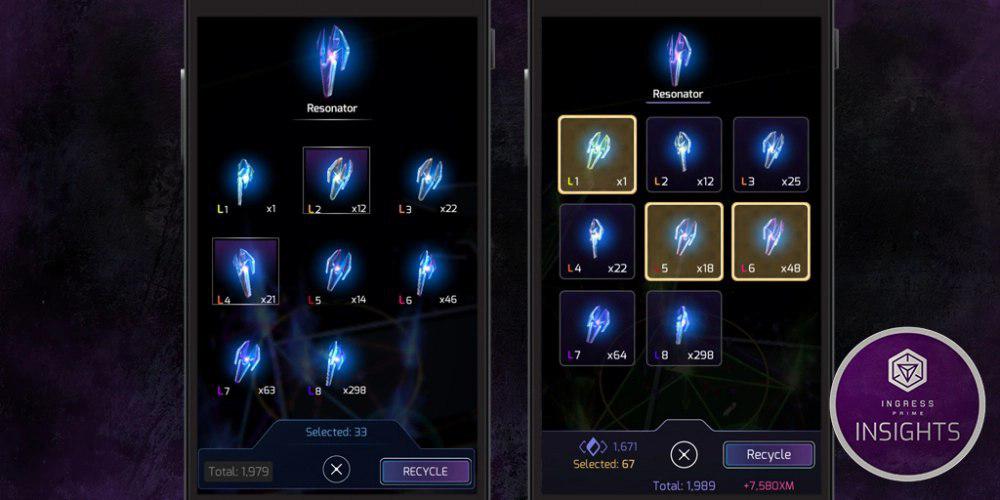 Resonator
L1 x1
L2 x12
L3 x22
L4 x21
L5 x14
L6 x46
L7 x63
L8 x298
Selected: 33
Total: 1,979
RECYCLE
Resonator
L1 x1
L2 x12
L3 x25
L4 x22
L5 x18
L6 x48
L7 x64
L8 x298
1,671
Selected: 67
Recycle
Total: 1,989
+7,580XM
INGRESS
PRIME
INSIGHTS